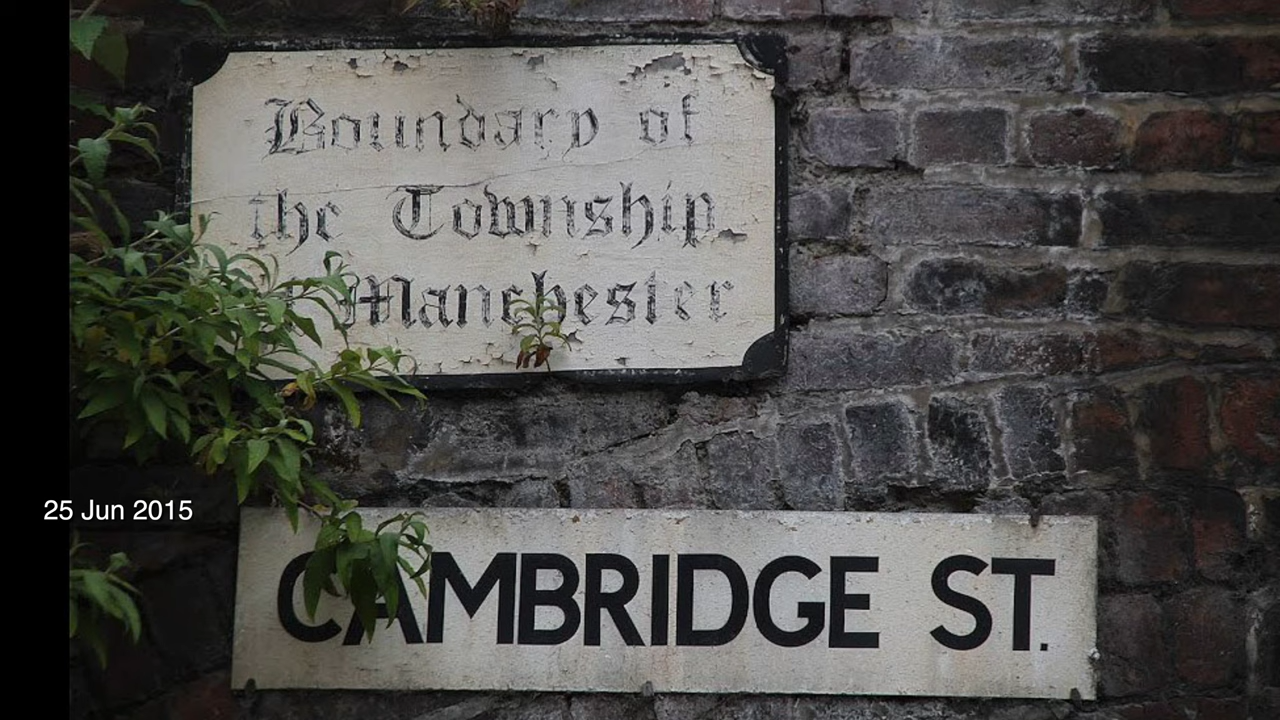 Boundary of
the Township
Manchester
25 Jun 2015
CAMBRIDGE ST.